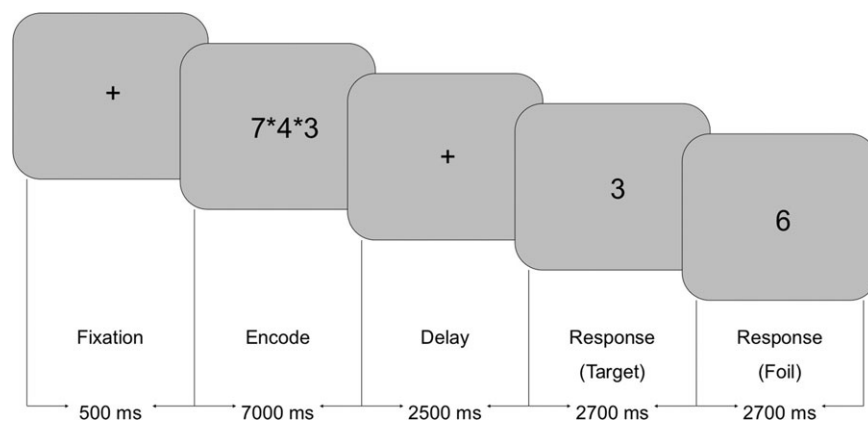 +
7*4*3
+
3
6
Fixation
Encode
Delay
Response
(Target)
Response
(Foil)
500 ms
7000 ms
2500 ms
2700 ms
2700 ms